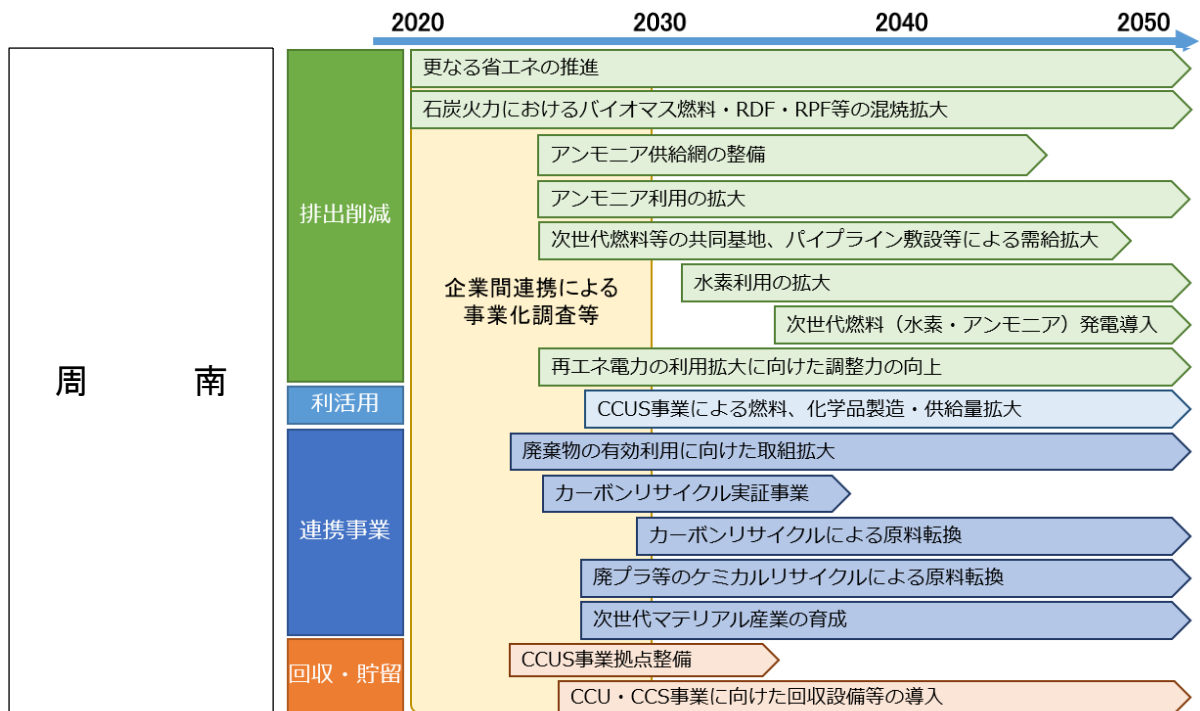 2020 2030 2040 2050
周 南
排出削減
更なる省エネの推進
石炭火力におけるバイオマス燃料・RDF・RPF等の混焼拡大
アンモニア供給網の整備
アンモニア利用の拡大
次世代燃料等の共同基地、パイプライン敷設等による需給拡大
企業間連携による
事業化調査等
水素利用の拡大
次世代燃料（水素・アンモニア）発電導入
再エネ電力の利用拡大に向けた調整力の向上
利活用
CCUS事業による燃料、化学品製造・供給量拡大
連携事業
廃棄物の有効利用に向けた取組拡大
カーボンリサイクル実証事業
カーボンリサイクルによる原料転換
廃プラ等のケミカルリサイクルによる原料転換
次世代マテリアル産業の育成
回収・貯留
CCUS事業拠点整備
CCU・CCS事業に向けた回収設備等の導入